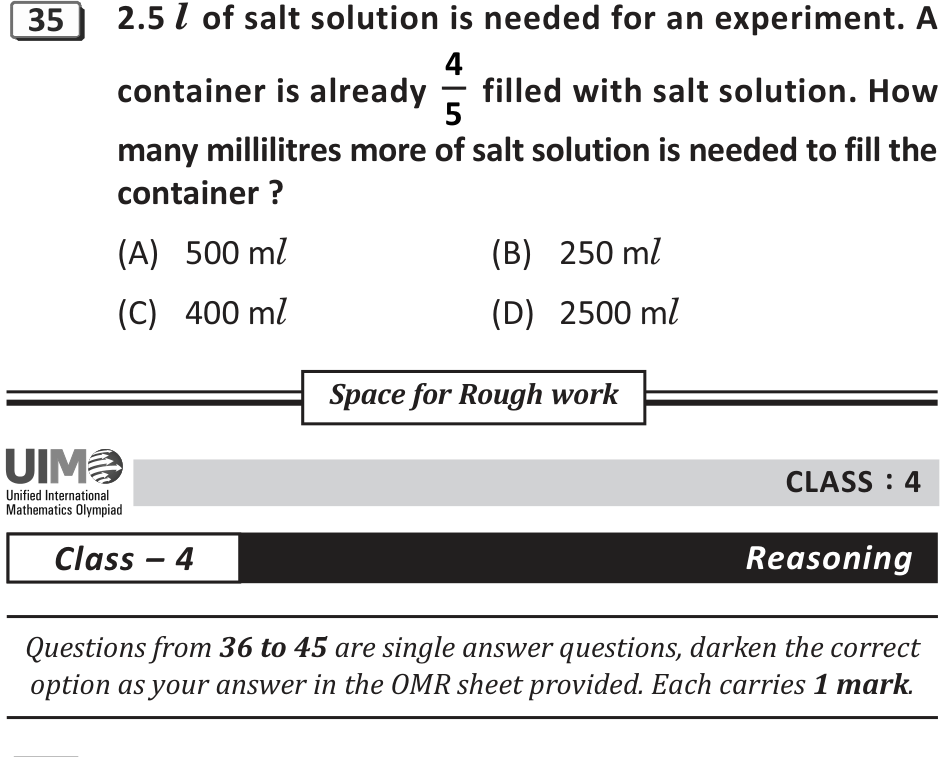 35 2.5 l of salt solution is needed for an experiment. A
container is already 4/5 filled with salt solution. How
many millilitres more of salt solution is needed to fill the
container ?
(A) 500 ml (B) 250 ml
(C) 400 ml (D) 2500 ml
Space for Rough work
UIMO
Unified International
Mathematics Olympiad
CLASS : 4
Class – 4 Reasoning
Questions from 36 to 45 are single answer questions, darken the correct
option as your answer in the OMR sheet provided. Each carries 1 mark.